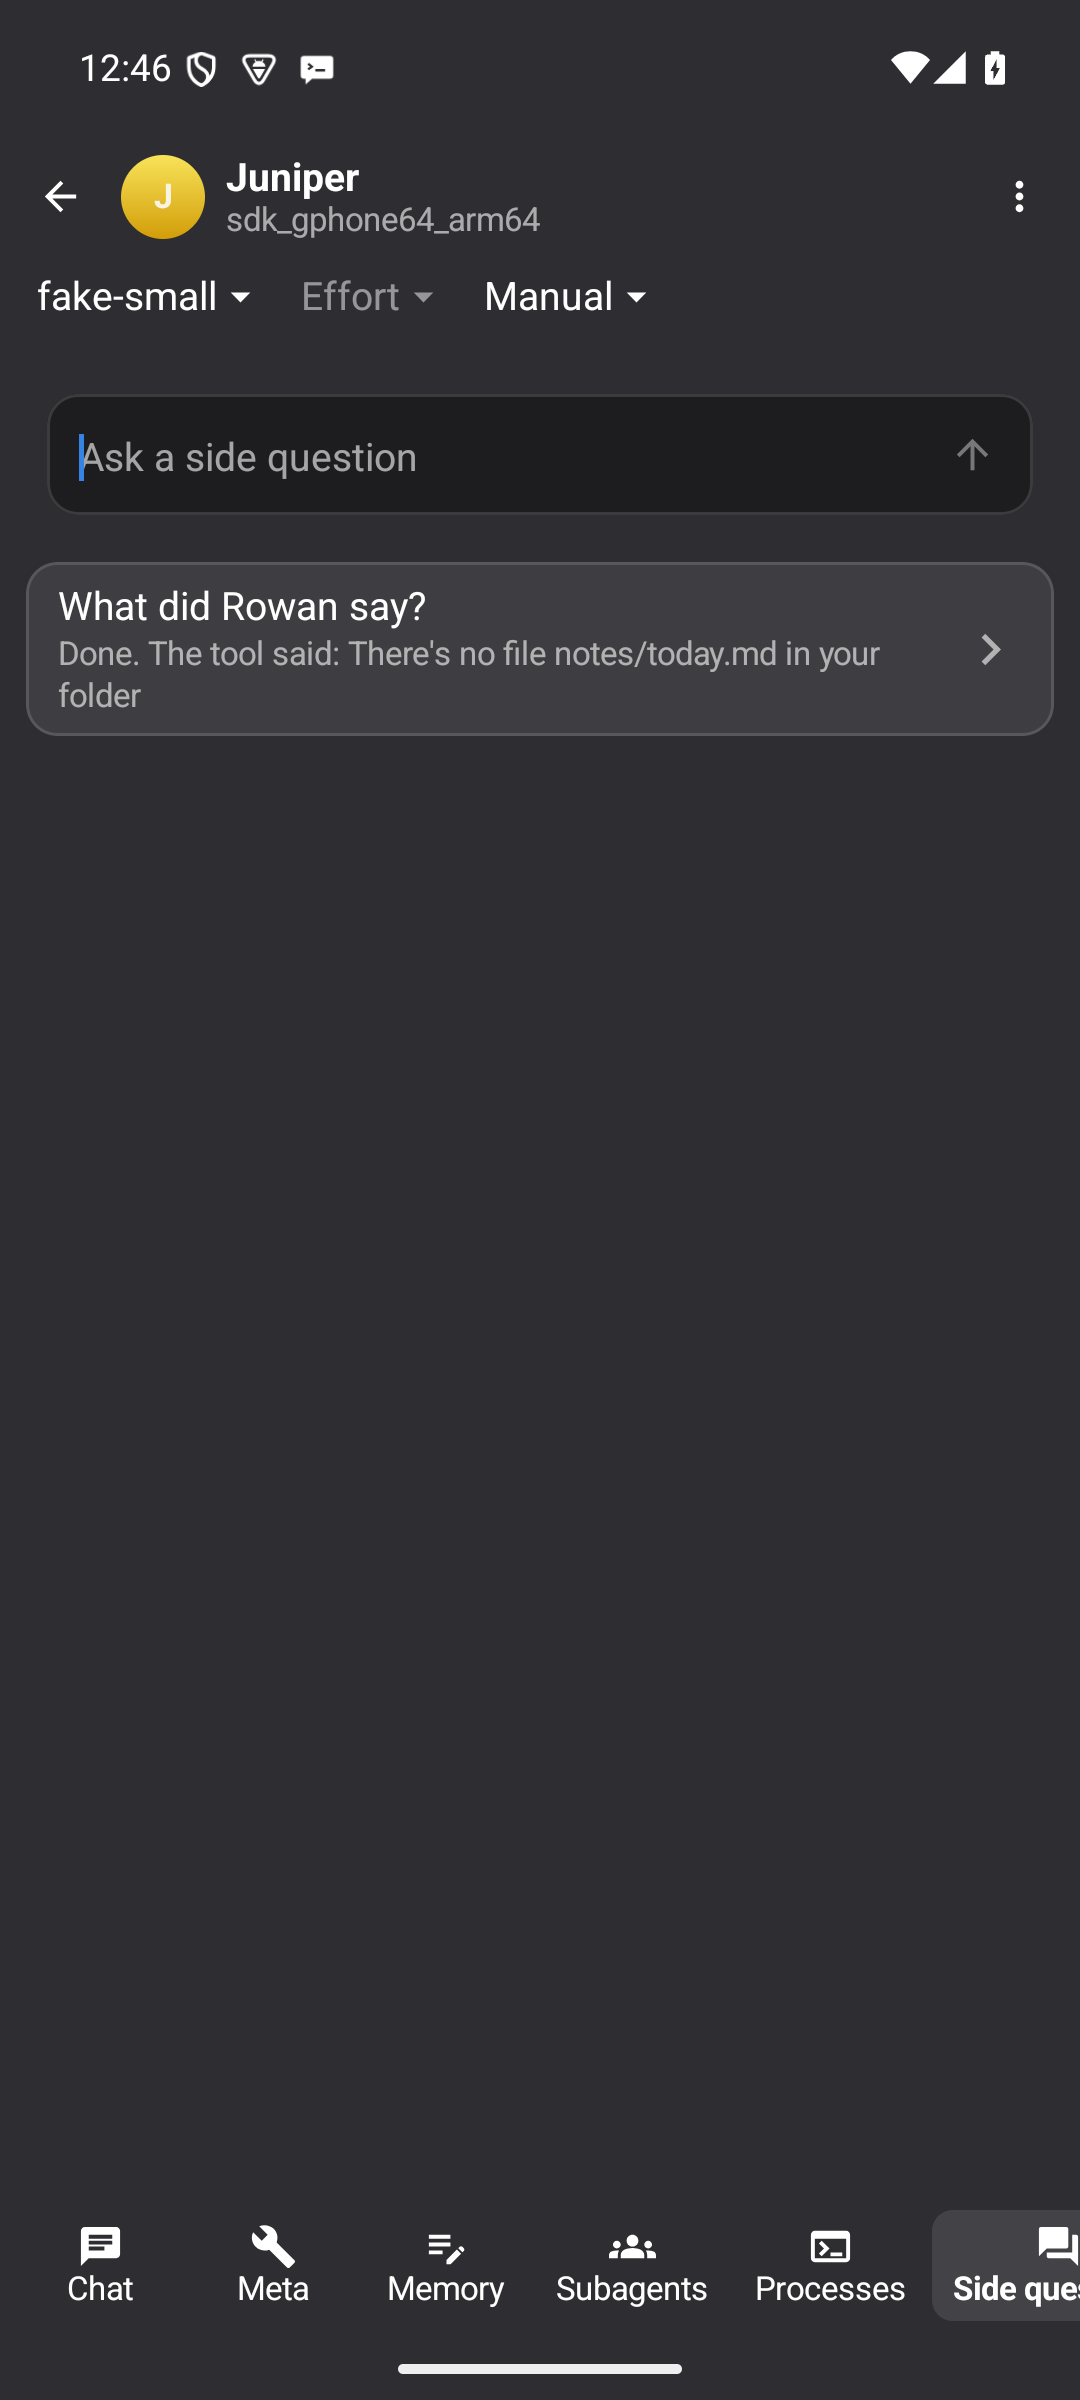 12:46
J
Juniper
sdk_gphone64_arm64
fake-small
Effort
Manual
Ask a side question
What did Rowan say?
Done. The tool said: There's no file notes/today.md in your
folder
Chat
Meta
Memory
Subagents
Processes
Side ques